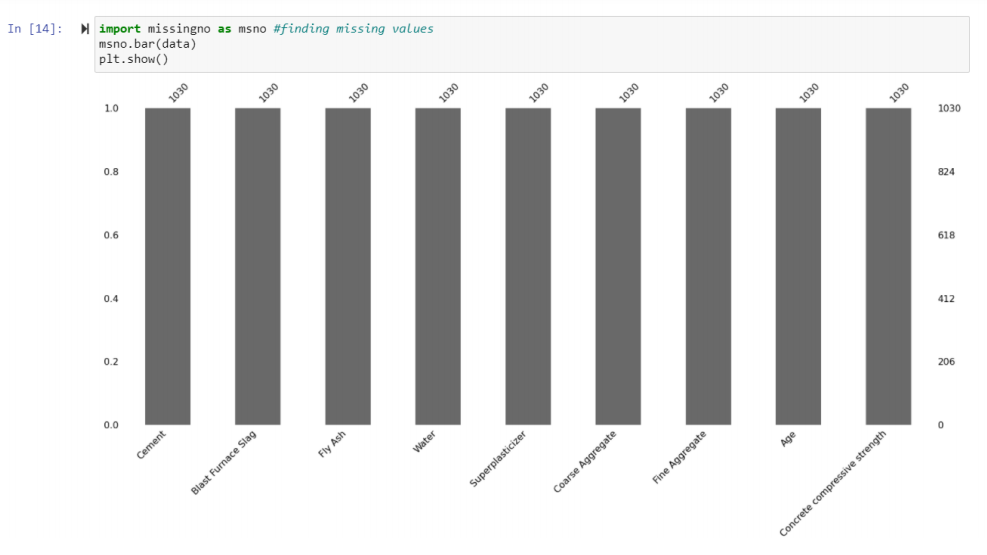 In [14]: import missingno as msno #finding missing values
msno.bar(data)
plt.show()
1030 1030 1030 1030 1030 1030 1030 1030 1030
1.0 1030
0.8 824
0.6 618
0.4 412
0.2 206
0.0 0
Cement Blast Furnace Slag Fly Ash Water Superplasticizer Coarse Aggregate Fine Aggregate Age Concrete compressive strength